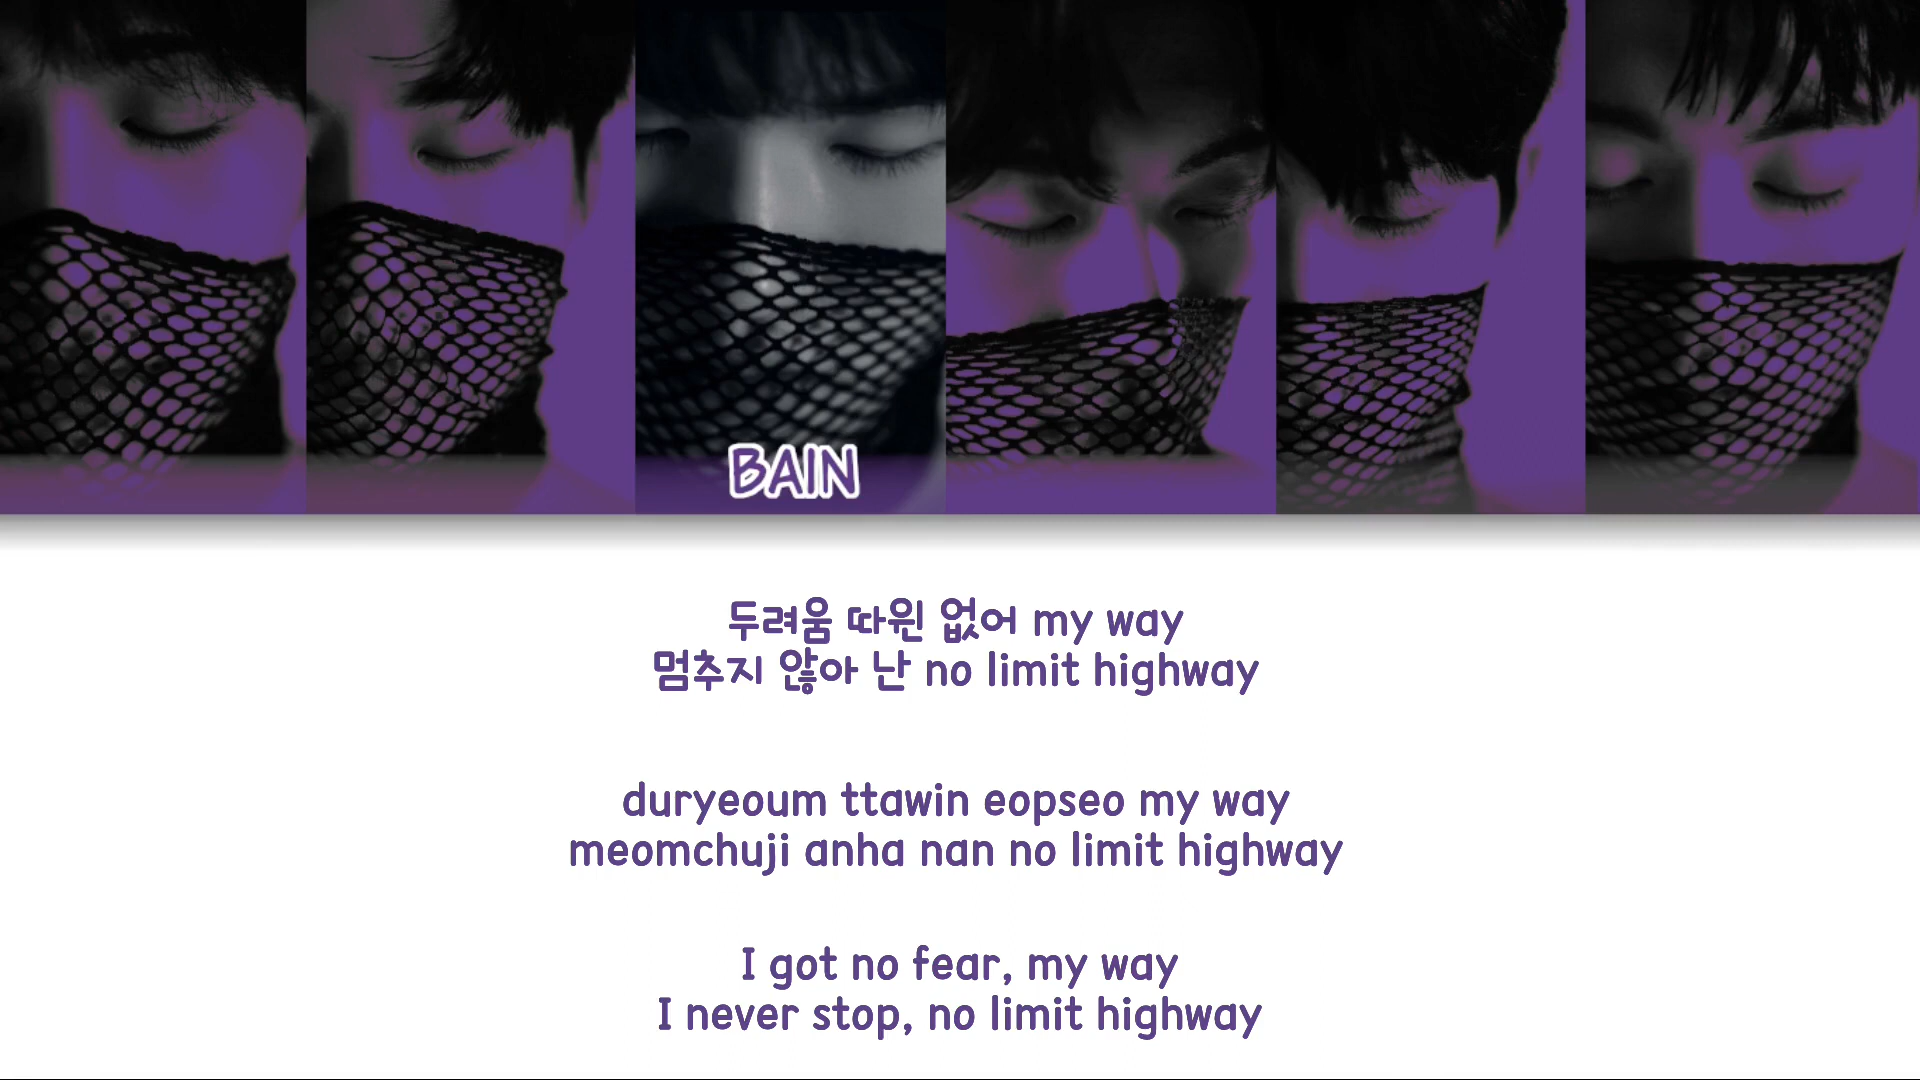 BAIN
두려움 따윈 없어 my way
멈추지 않아 난 no limit highway
duryeoum ttawin eopseo my way
meomchuji anha nan no limit highway
I got no fear, my way
I never stop, no limit highway